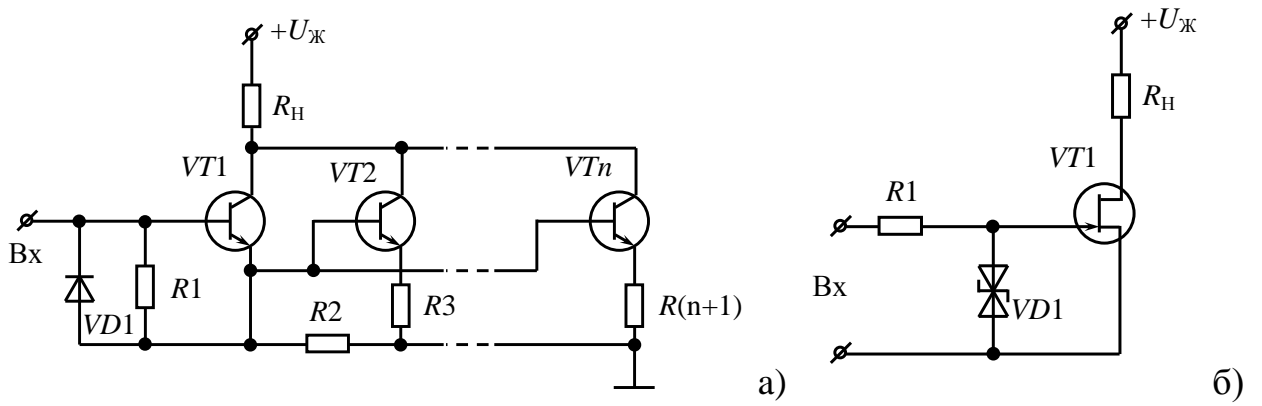 +UЖ
RН
VT1
VT2
VTn
Вх
VD1
R1
R2
R3
R(n+1)
а)
+UЖ
RН
VT1
R1
Вх
VD1
б)